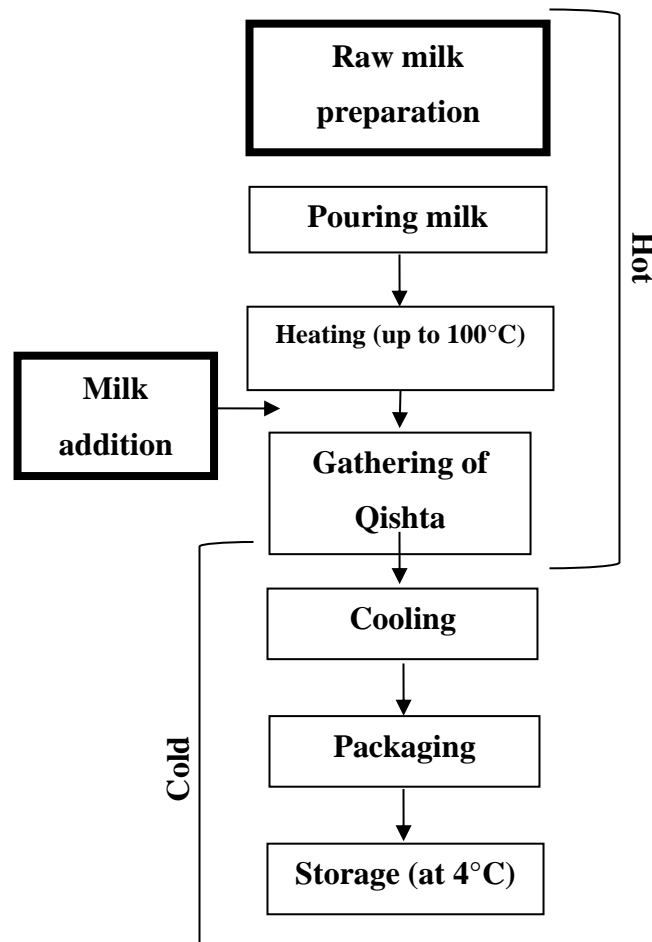 Raw milk
preparation
Pouring milk
Hot
Heating (up to 100°C)
Milk
addition
Gathering of
Qishta
Cooling
Packaging
Cold
Storage (at 4°C)